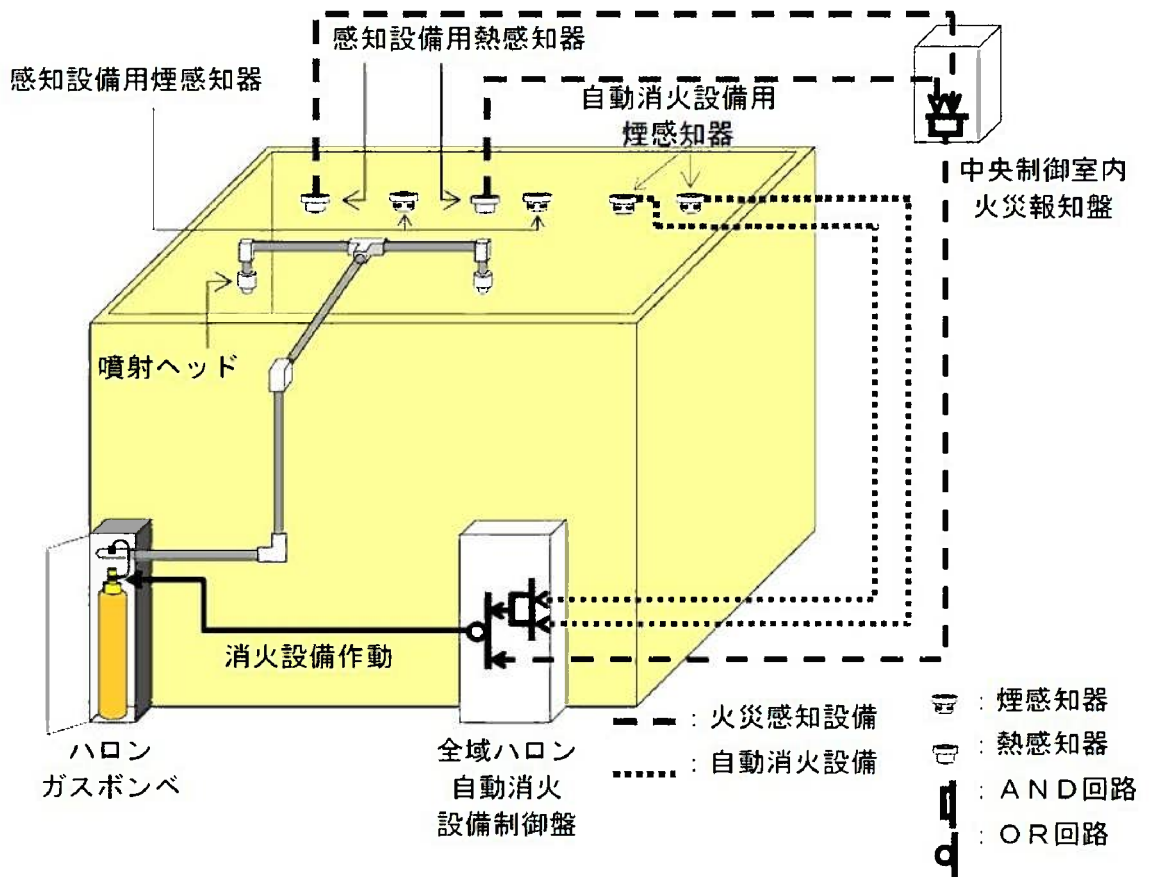 感知設備用熱感知器
感知設備用煙感知器
自動消火設備用
煙感知器
中央制御室内
火災報知盤
噴射ヘッド
消火設備作動
ハロン
ガスボンベ
全域ハロン
自動消火
設備制御盤
：火災感知設備
：自動消火設備
：煙感知器
：熱感知器
：ＡＮＤ回路
：ＯＲ回路